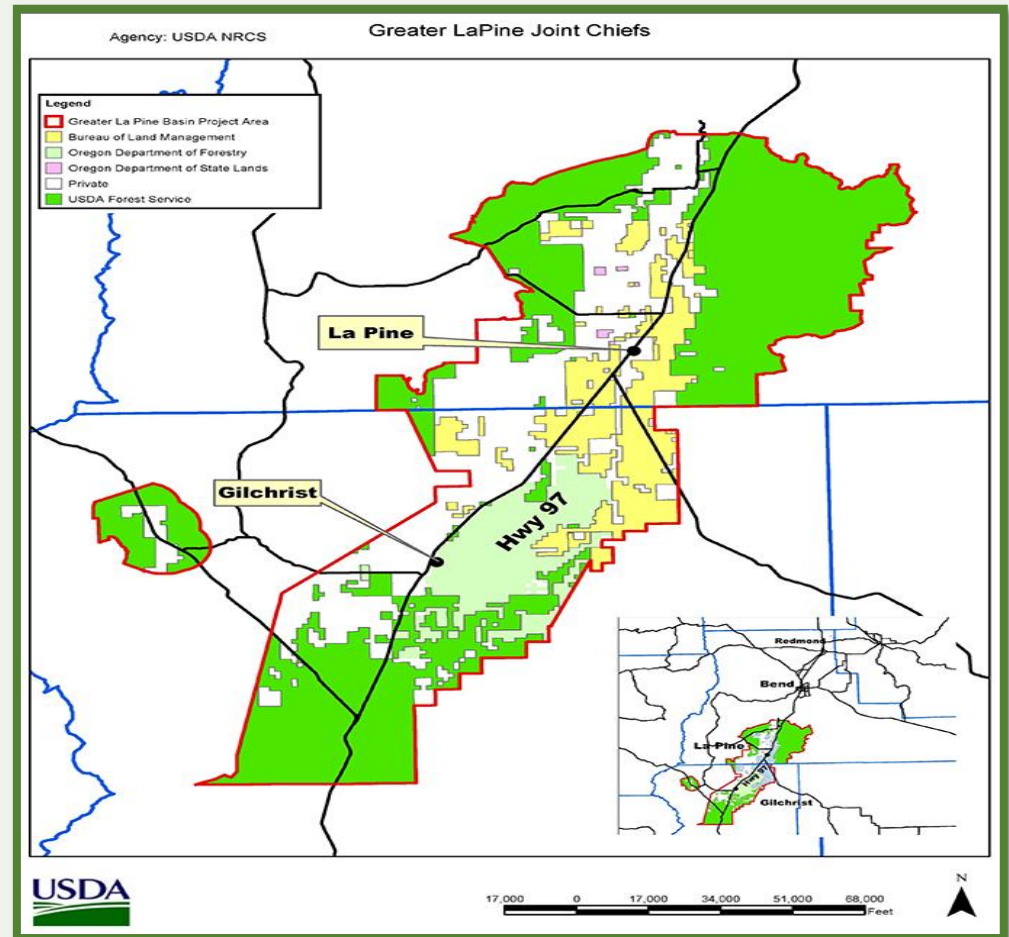 Agency: USDA NRCS
Greater LaPine Joint Chiefs
Legend
Greater La Pine Basin Project Area
Bureau of Land Management
Oregon Department of Forestry
Oregon Department of State Lands
Private
USDA Forest Service
La Pine
Gilchrist
Hwy 97
Redmond
Bend
La Pine
Hwy 97
Gilchrist
USDA
17,000 0 17,000 34,000 51,000 68,000
Feet
N